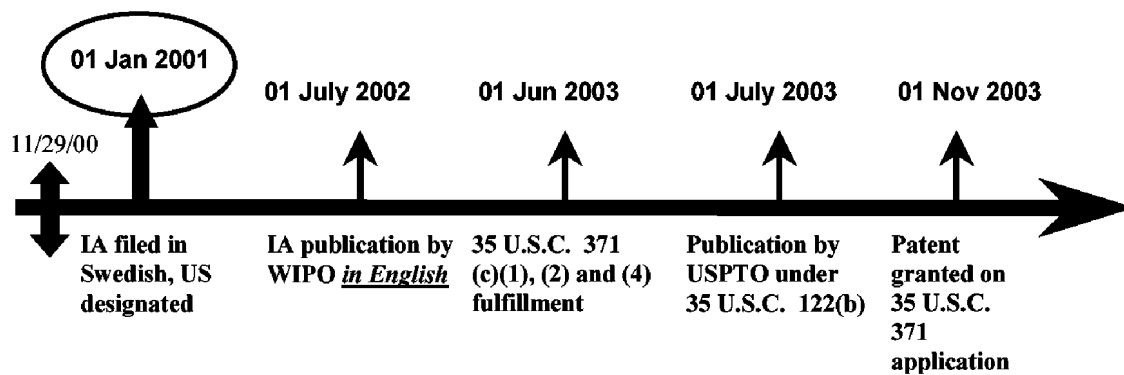 01 Jan 2001
01 July 2002
01 Jun 2003
01 July 2003
01 Nov 2003
11/29/00
IA filed in
Swedish, US
designated
IA publication by
WIPO in English
35 U.S.C. 371
(c)(1), (2) and (4)
fulfillment
Publication by
USPTO under
35 U.S.C. 122(b)
Patent
granted on
35 U.S.C.
371
application